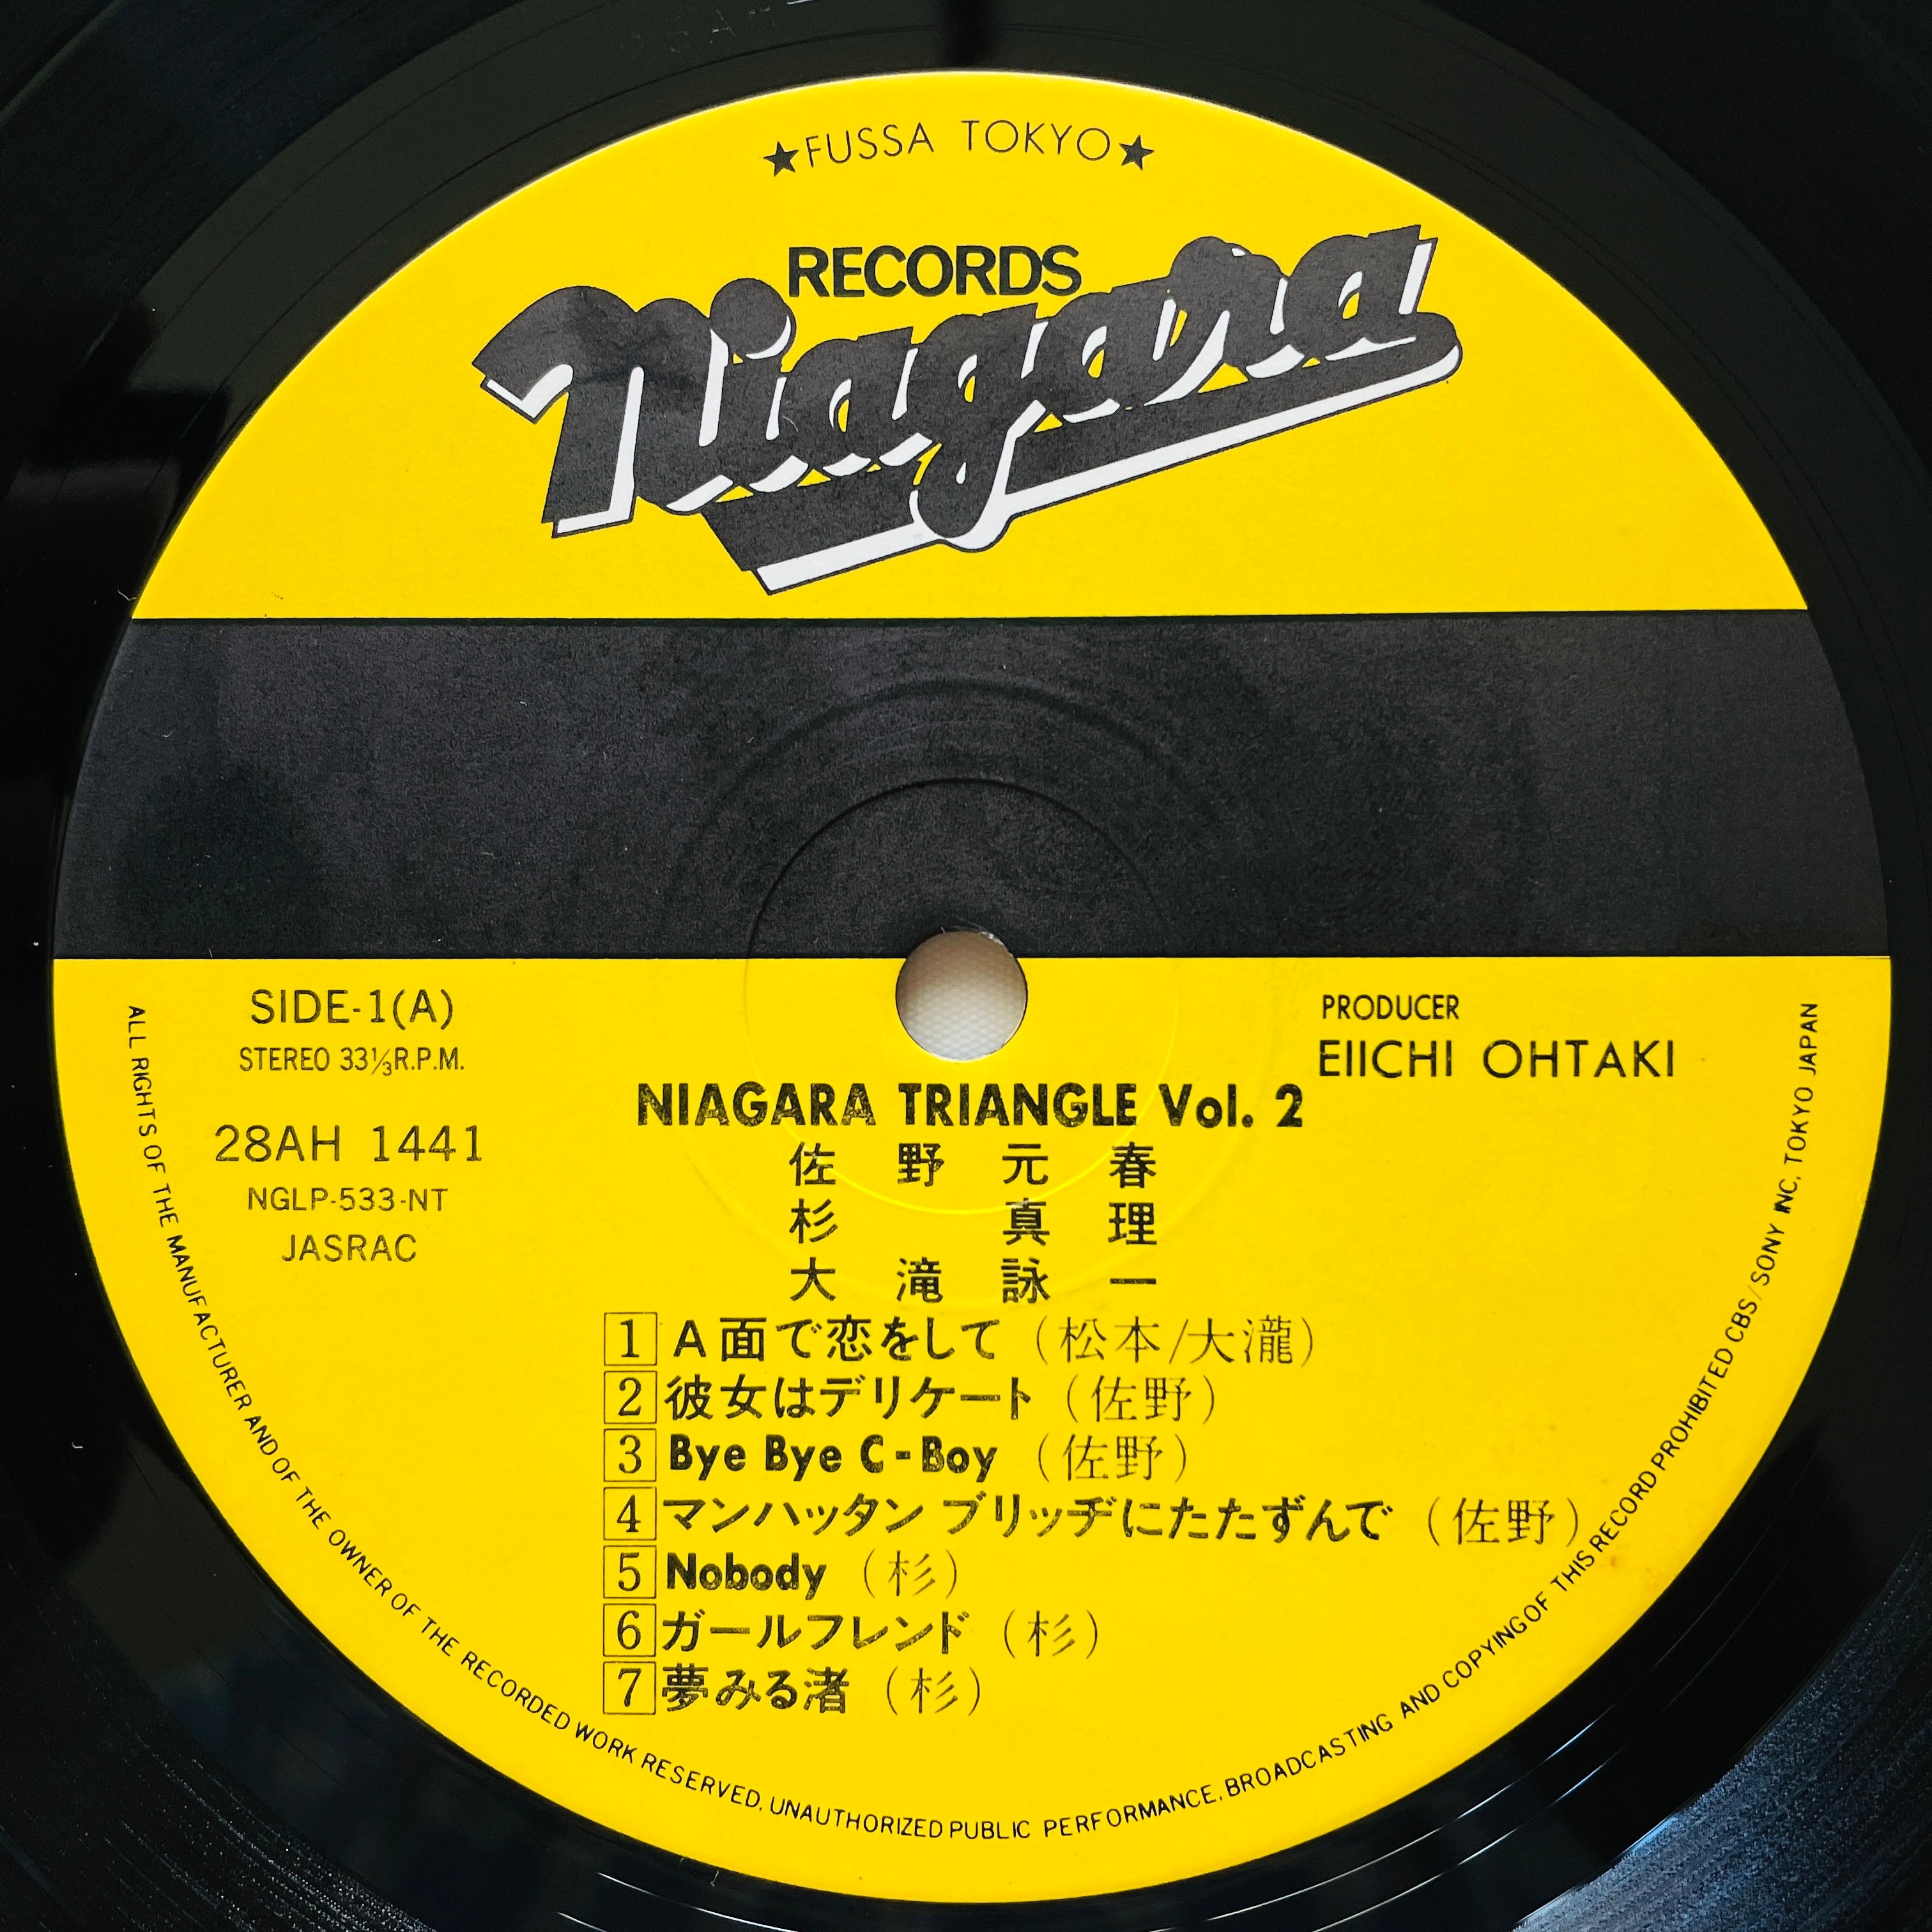 ★FUSSA TOKYO★
RECORDS
Niagara
SIDE-1(A)
STEREO 33⅓R.P.M.
28AH 1441
NGLP-533-NT
JASRAC
PRODUCER
EIICHI OHTAKI
NIAGARA TRIANGLE Vol. 2
佐野元春
杉 真理
大滝詠一
1 A面で恋をして (松本/大瀧)
2 彼女はデリケート (佐野)
3 Bye Bye C-Boy (佐野)
4 マンハッタン ブリッヂにたたずんで (佐野)
5 Nobody (杉)
6 ガールフレンド (杉)
7 夢みる渚 (杉)
ALL RIGHTS OF THE MANUFACTURER AND OF THE OWNER OF THE RECORDED WORK RESERVED. UNAUTHORIZED PUBLIC PERFORMANCE, BROADCASTING AND COPYING OF THIS RECORD PROHIBITED CBS/SONY INC. TOKYO JAPAN